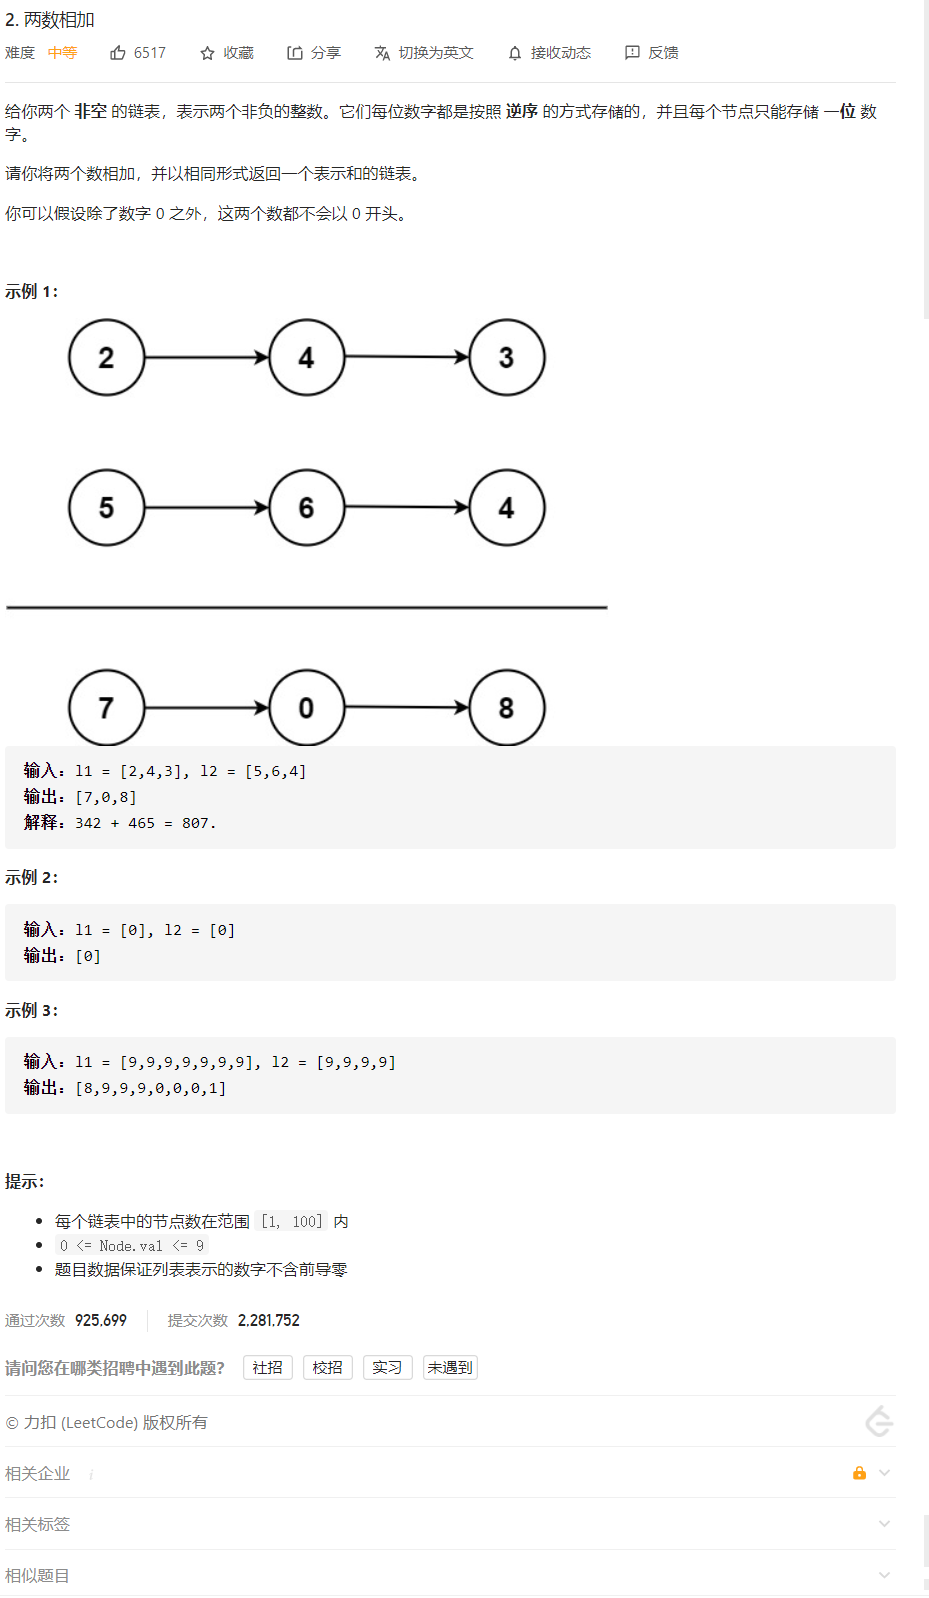 2. 两数相加
难度 中等 6517 收藏 分享 切换为英文 接收动态 反馈
给你两个 非空 的链表，表示两个非负的整数。它们每位数字都是按照 逆序 的方式存储的，并且每个节点只能存储 一位 数
字。
请你将两个数相加，并以相同形式返回一个表示和的链表。
你可以假设除了数字 0 之外，这两个数都不会以 0 开头。
示例 1：
2 4 3
5 6 4
7 0 8
输入：l1 = [2,4,3], l2 = [5,6,4]
输出：[7,0,8]
解释：342 + 465 = 807.
示例 2：
输入：l1 = [0], l2 = [0]
输出：[0]
示例 3：
输入：l1 = [9,9,9,9,9,9,9], l2 = [9,9,9,9]
输出：[8,9,9,9,0,0,0,1]
提示：
• 每个链表中的节点数在范围 [1, 100] 内
• 0 <= Node.val <= 9
• 题目数据保证列表表示的数字不含前导零
通过次数 925,699 提交次数 2,281,752
请问您在哪类招聘中遇到此题？ 社招 校招 实习 未遇到
© 力扣 (LeetCode) 版权所有
相关企业 i
相关标签
相似题目